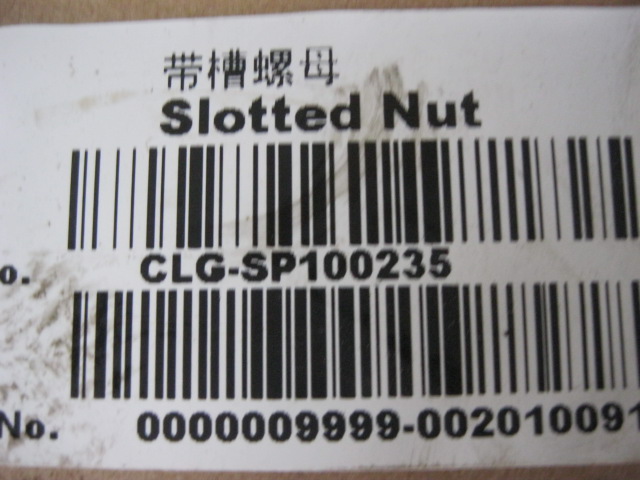 带槽螺母
Slotted Nut
o. CLG-SP100235
No. 0000009999-002010091